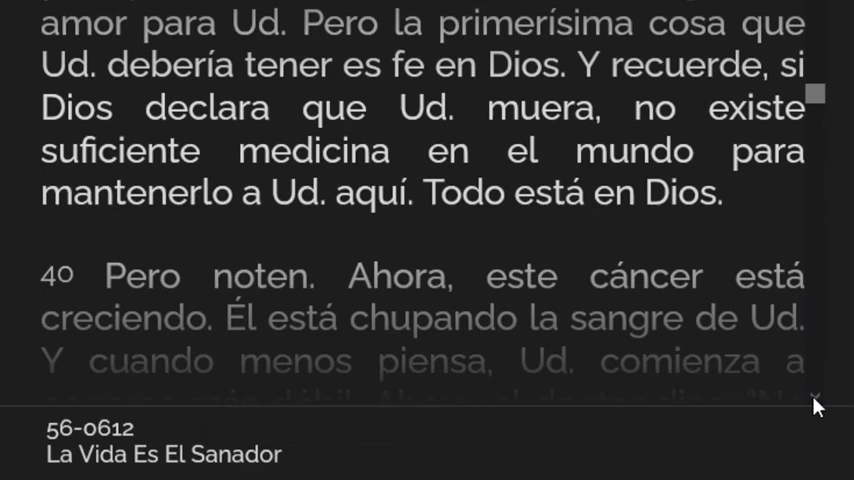 amor para Ud. Pero la primerísima cosa que
Ud. debería tener es fe en Dios. Y recuerde, si
Dios declara que Ud. muera, no existe
suficiente medicina en el mundo para
mantenerlo a Ud. aquí. Todo está en Dios.
40 Pero noten. Ahora, este cáncer está
creciendo. Él está chupando la sangre de Ud.
Y cuando menos piensa, Ud. comienza a
56-0612
La Vida Es El Sanador